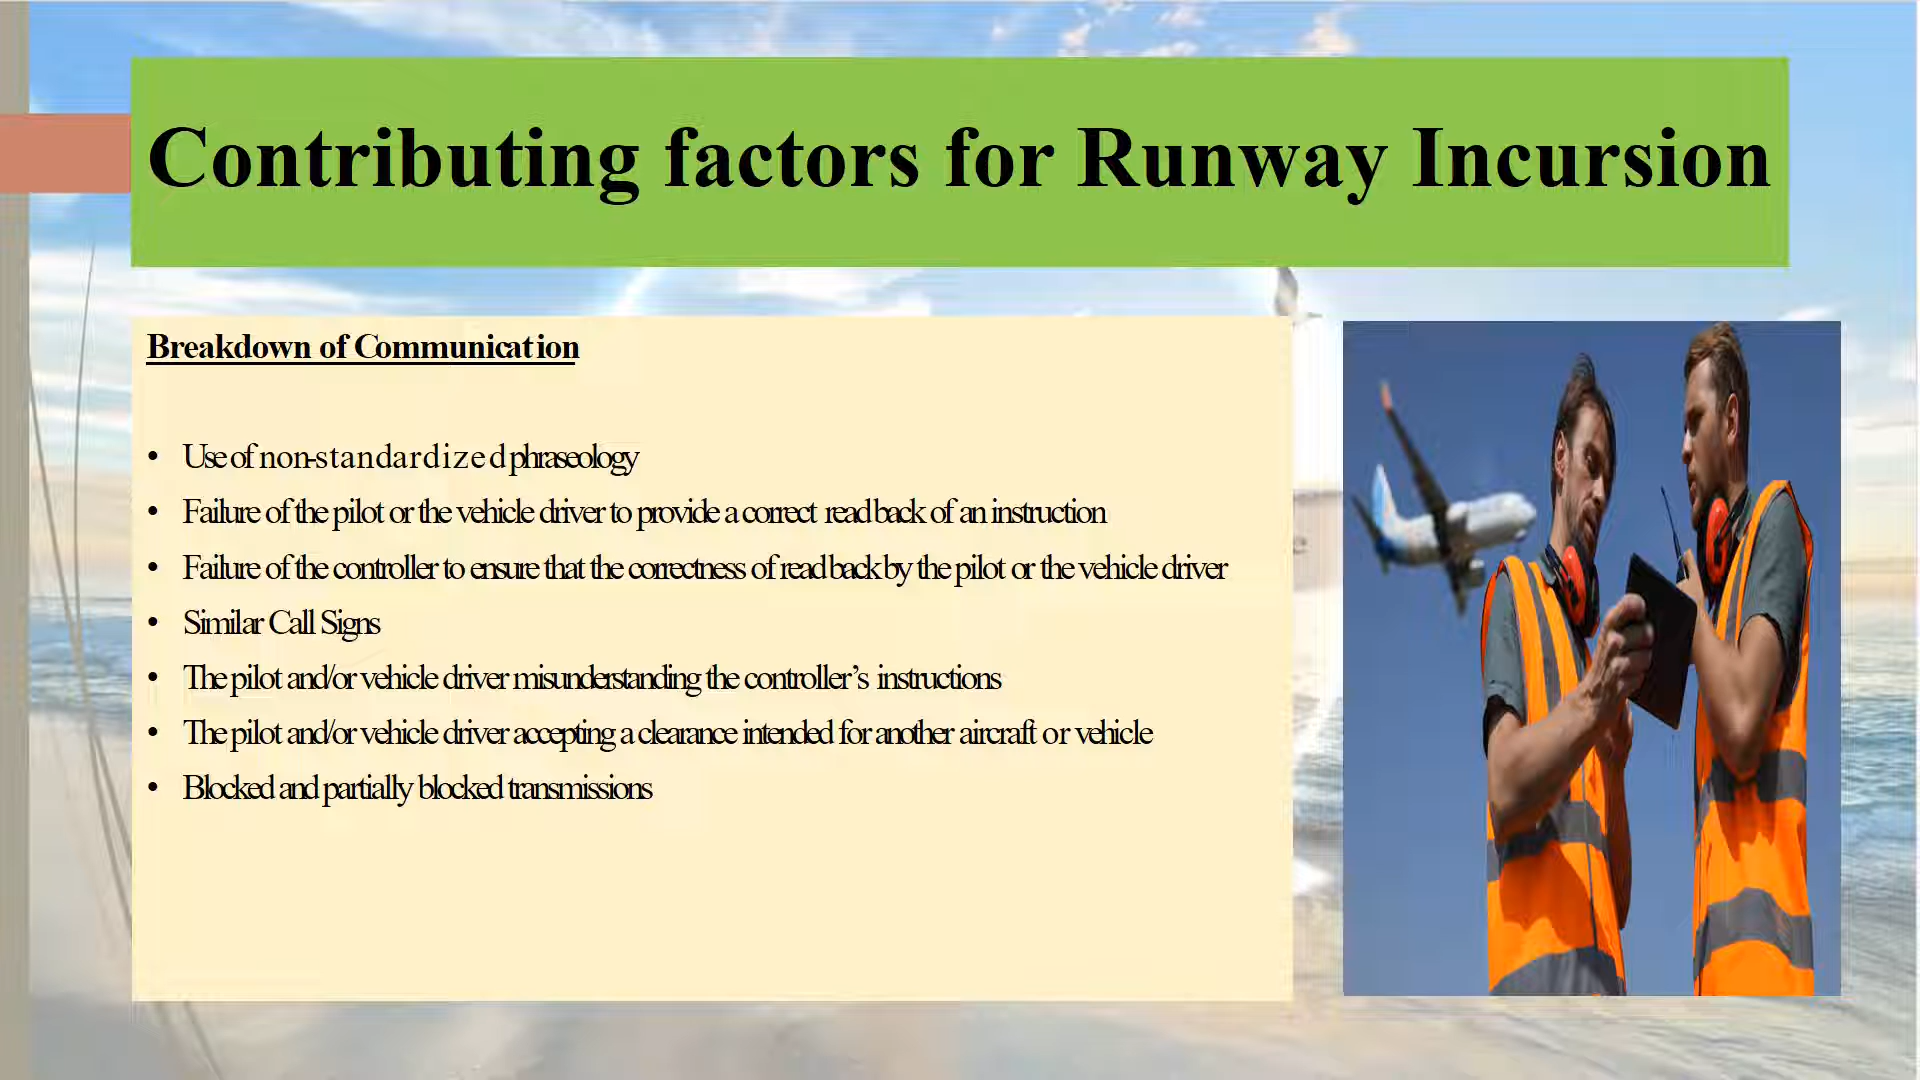 Contributing factors for Runway Incursion
Breakdown of Communication
• Use of non-standardized phraseology
• Failure of the pilot or the vehicle driver to provide a correct readback of an instruction
• Failure of the controller to ensure that the correctness of readback by the pilot or the vehicle driver
• Similar Call Signs
• The pilot and/or vehicle driver misunderstanding the controller’s instructions
• The pilot and/or vehicle driver accepting a clearance intended for another aircraft or vehicle
• Blocked and partially blocked transmissions